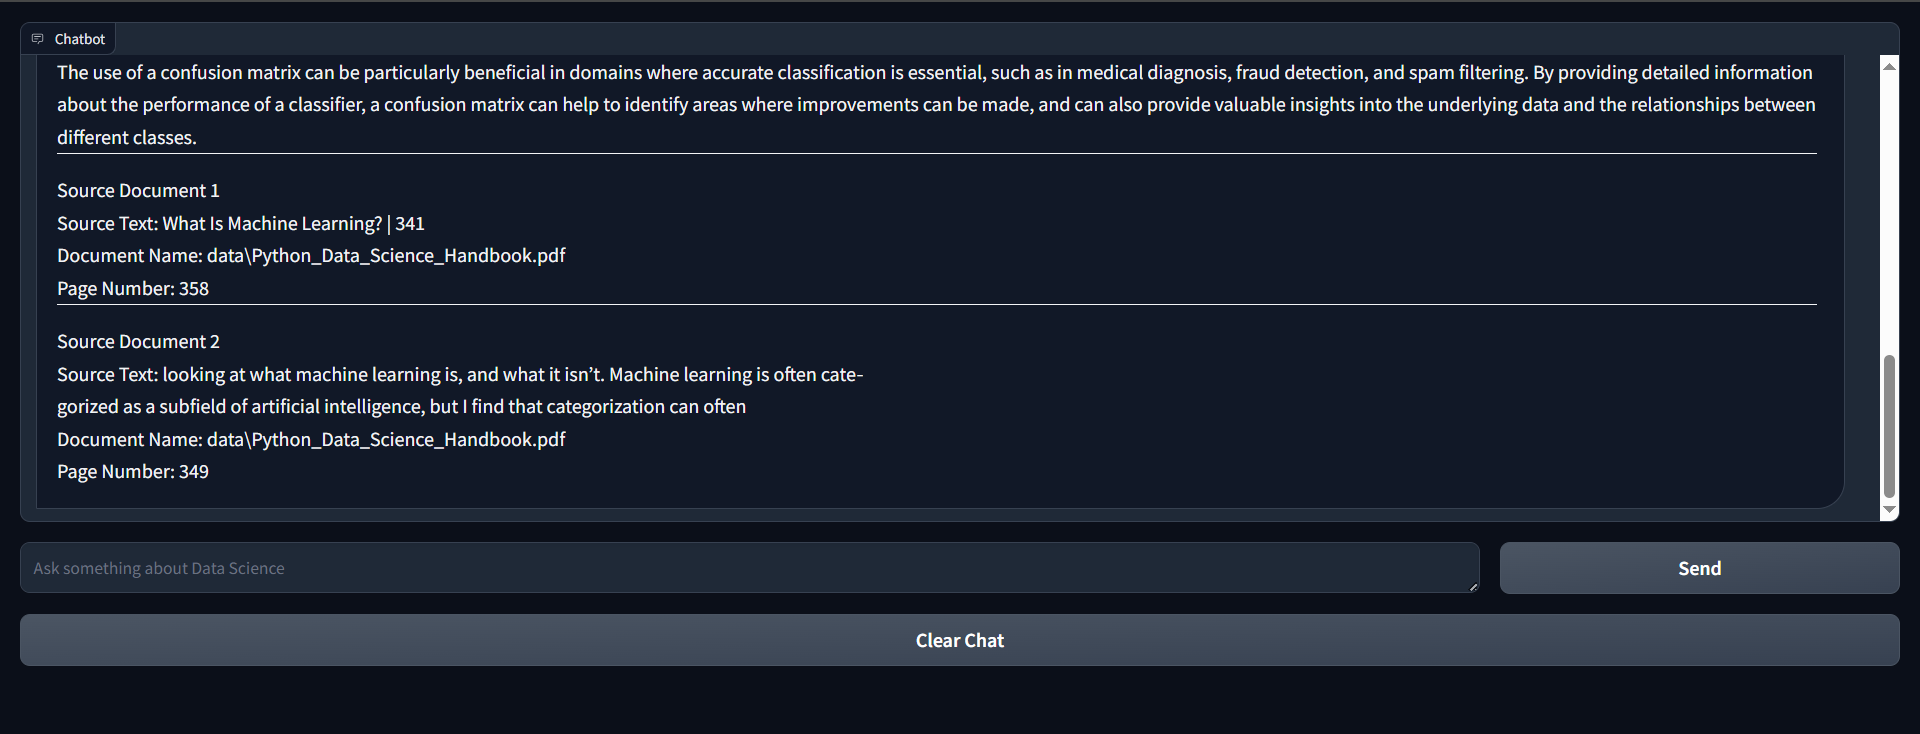 Chatbot
The use of a confusion matrix can be particularly beneficial in domains where accurate classification is essential, such as in medical diagnosis, fraud detection, and spam filtering. By providing detailed information
about the performance of a classifier, a confusion matrix can help to identify areas where improvements can be made, and can also provide valuable insights into the underlying data and the relationships between
different classes.
Source Document 1
Source Text: What Is Machine Learning? | 341
Document Name: data\Python_Data_Science_Handbook.pdf
Page Number: 358
Source Document 2
Source Text: looking at what machine learning is, and what it isn’t. Machine learning is often cate-
gorized as a subfield of artificial intelligence, but I find that categorization can often
Document Name: data\Python_Data_Science_Handbook.pdf
Page Number: 349
Ask something about Data Science
Send
Clear Chat